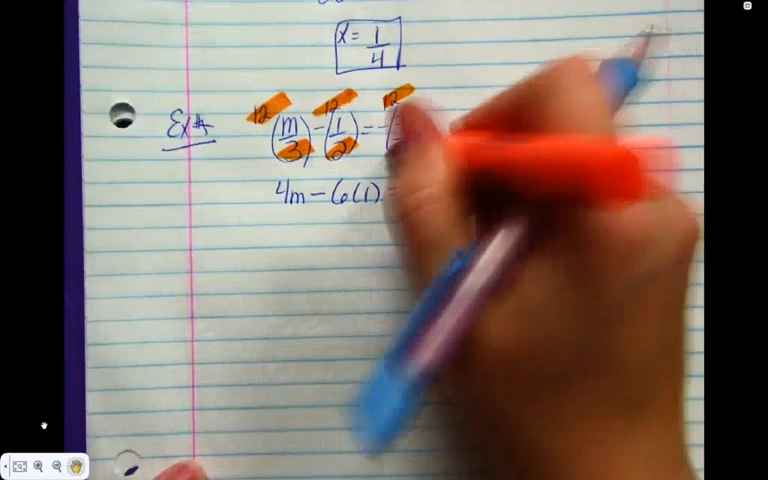 x = 1/4
Ex#
12(m/3) - 12(1/2) = - 12(
4m - 6(1) =